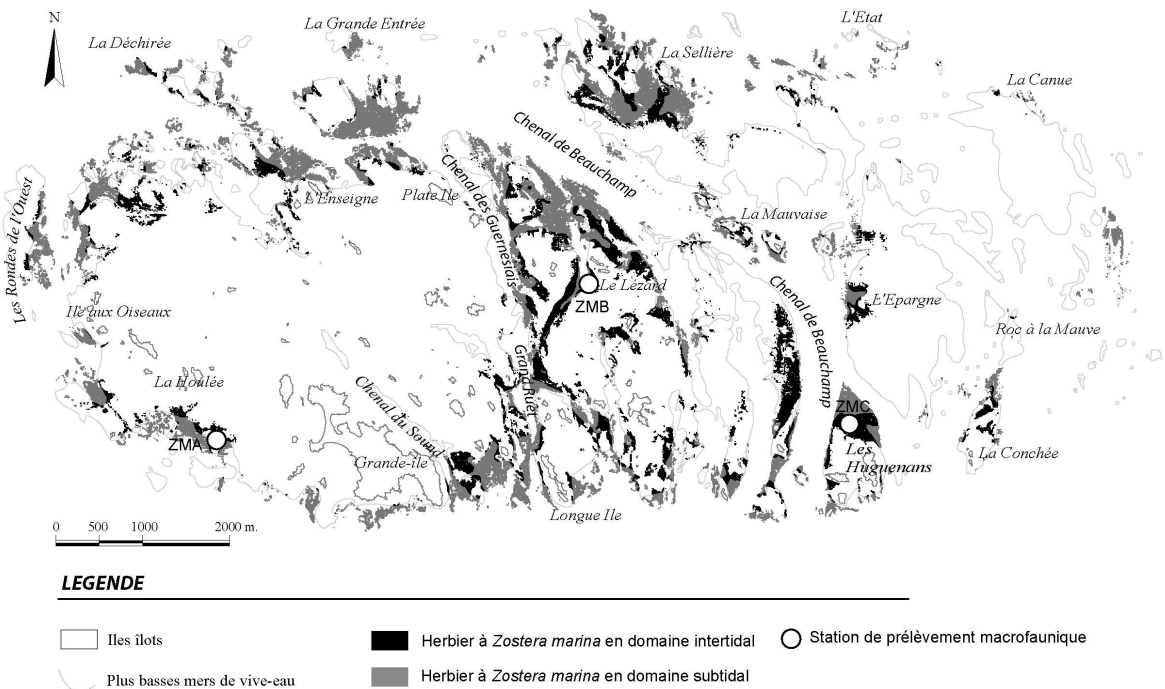 N
La Déchirée
La Grande Entrée
La Sellière
L'Etat
La Canue
Chenal de Beauchamp
Les Rondes de l'Ouest
L'Enseigne
Plate Ile
Chenal des Guernesiais
La Mauvaise
Ile aux Oiseaux
Le Lézard
ZMB
Chenal de Beauchamp
L'Epargne
Roc à la Mauve
La Houlée
ZMA
Chenal du Sound
Grand Ruet
Grande-île
ZMC
Les
Huguenans
La Conchée
Longue Ile
0 500 1000 2000 m.
LEGENDE
Iles îlots
Herbier à Zostera marina en domaine intertidal
Station de prélèvement macrofaunique
Plus basses mers de vive-eau
Herbier à Zostera marina en domaine subtidal